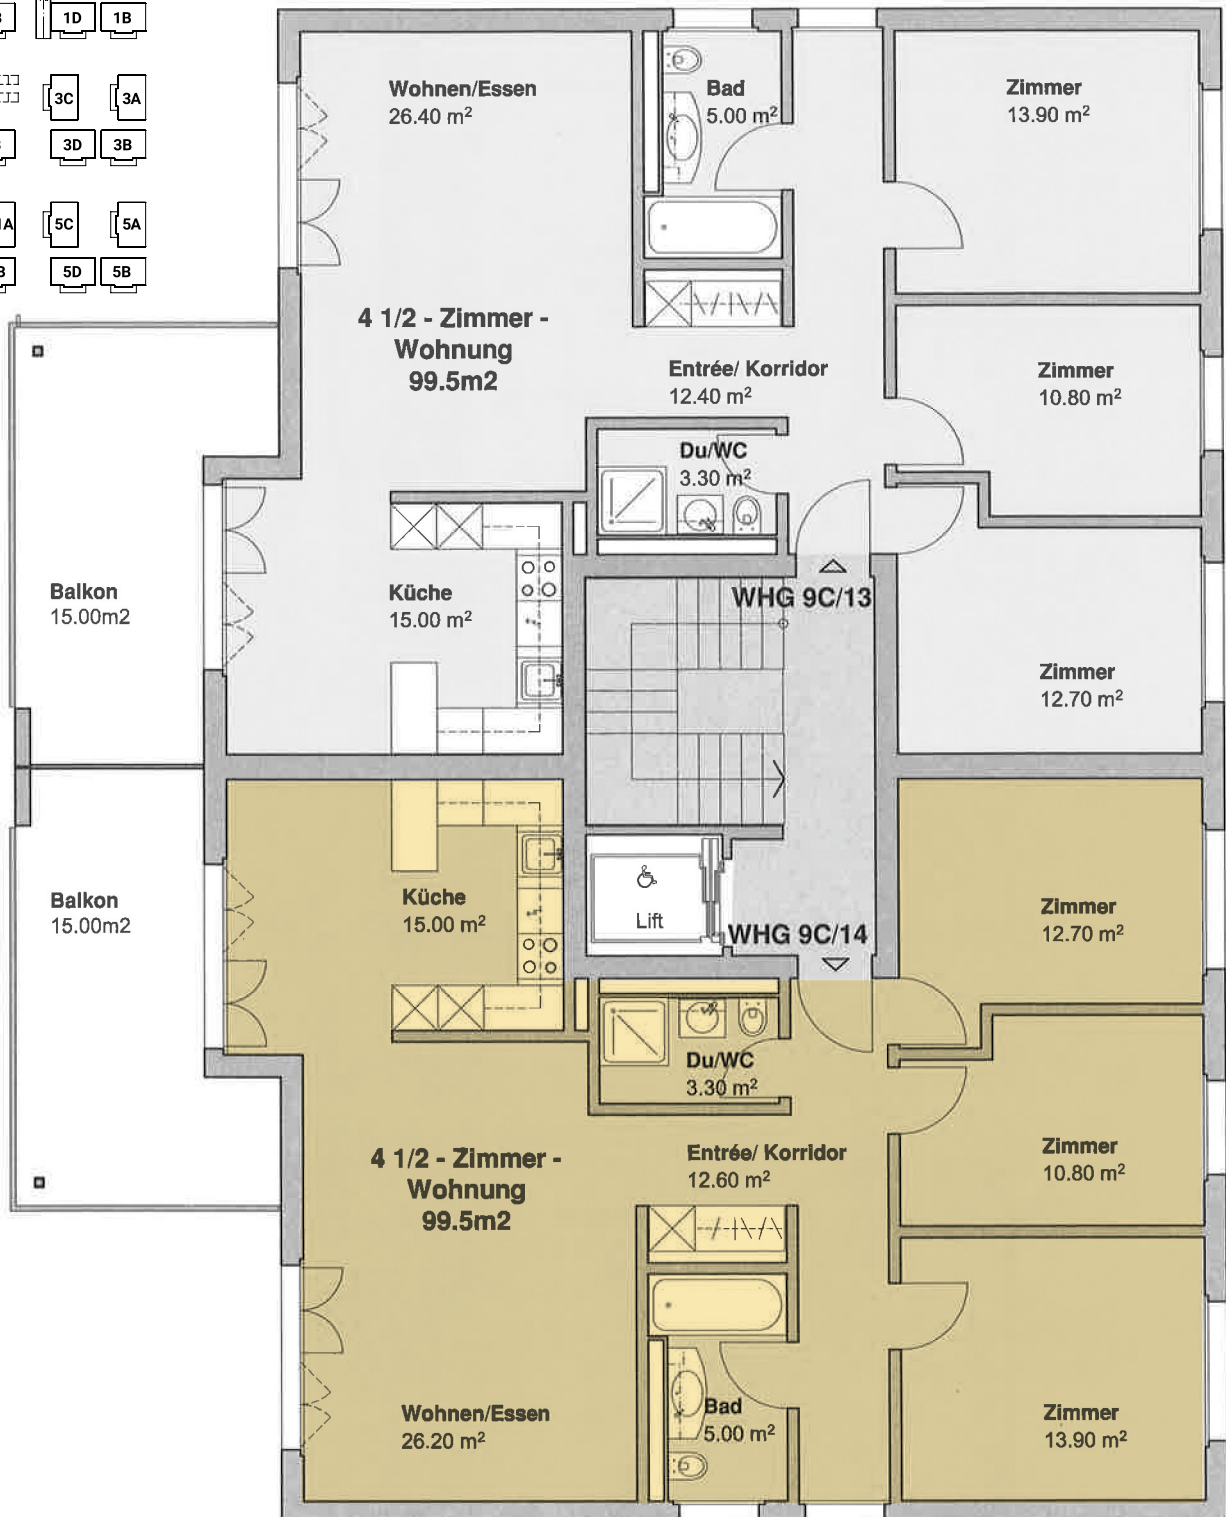 1D 1B
3C 3A
3D 3B
5C 5A
5D 5B
Wohnen/Essen
26.40 m²
Bad
5.00 m²
Zimmer
13.90 m²
4 1/2 - Zimmer -
Wohnung
99.5m2
Entrée/ Korridor
12.40 m²
Zimmer
10.80 m²
Du/WC
3.30 m²
Balkon
15.00m2
Küche
15.00 m²
WHG 9C/13
Zimmer
12.70 m²
Balkon
15.00m2
Küche
15.00 m²
Lift
WHG 9C/14
Zimmer
12.70 m²
Du/WC
3.30 m²
4 1/2 - Zimmer -
Wohnung
99.5m2
Entrée/ Korridor
12.60 m²
Zimmer
10.80 m²
Wohnen/Essen
26.20 m²
Bad
5.00 m²
Zimmer
13.90 m²